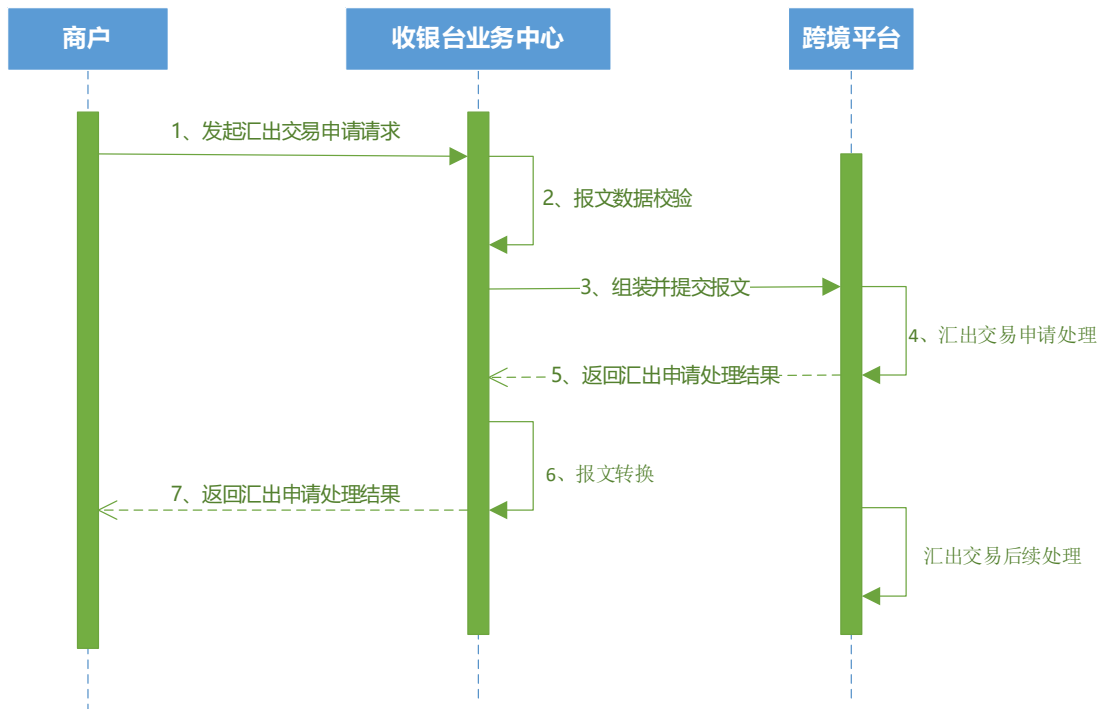 商户
收银台业务中心
跨境平台
1、发起汇出交易申请请求
2、报文数据校验
3、组装并提交报文
4、汇出交易申请处理
5、返回汇出申请处理结果
6、报文转换
7、返回汇出申请处理结果
汇出交易后续处理